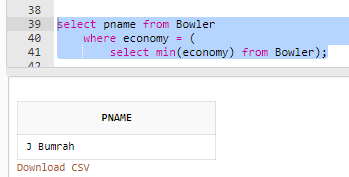 38
39 select pname from Bowler
40 where economy = (
41 select min(economy) from Bowler);
42
PNAME
J Bumrah
Download CSV